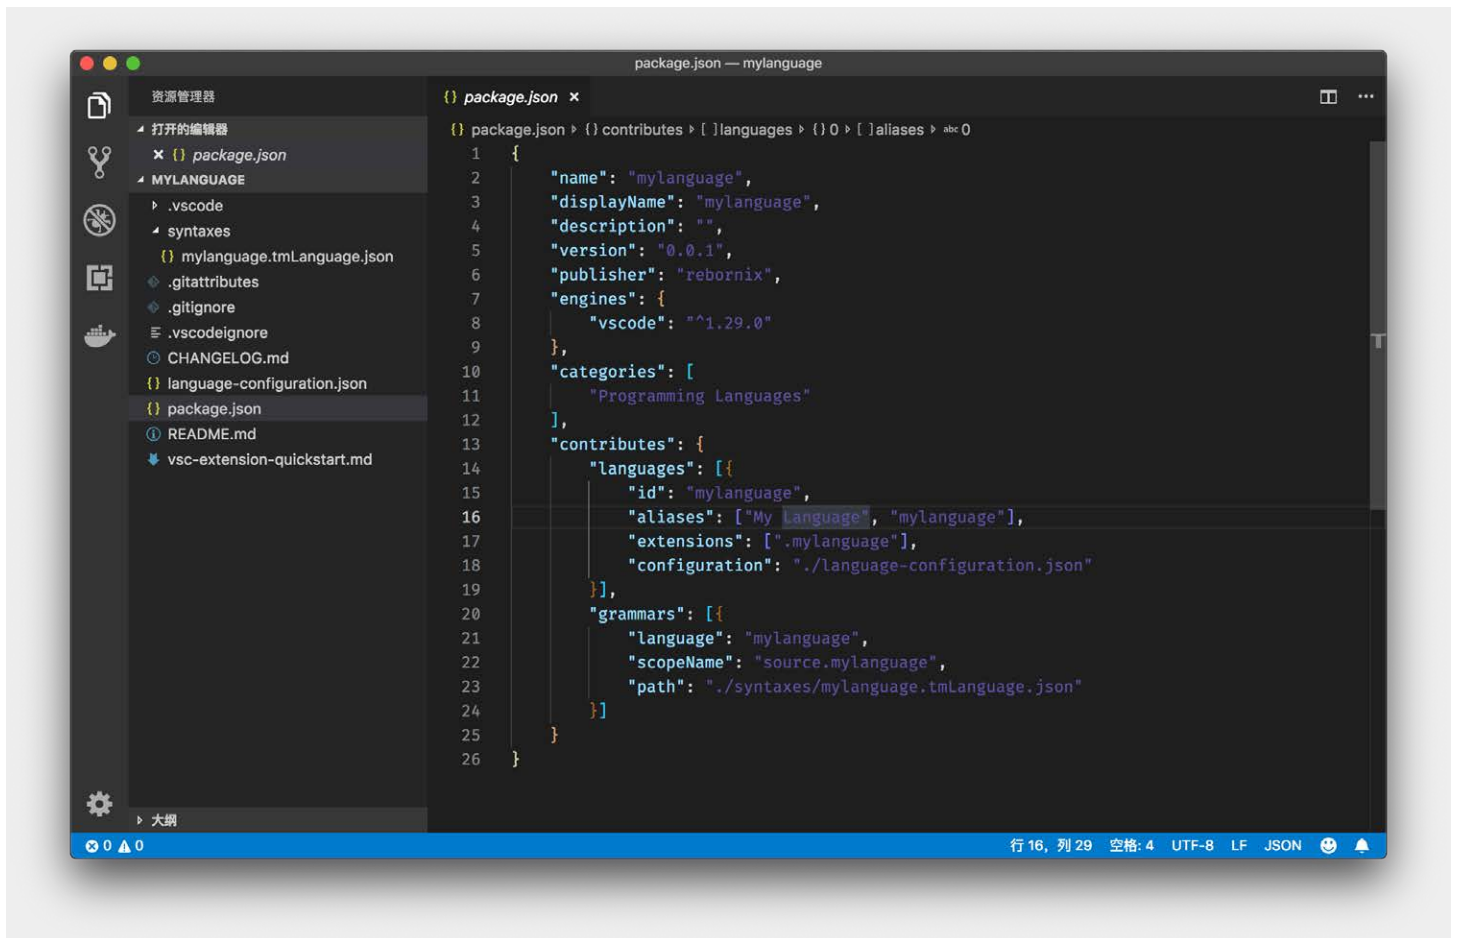 package.json — mylanguage
资源管理器
打开的编辑器
package.json
MYLANGUAGE
.vscode
syntaxes
{} mylanguage.tmLanguage.json
.gitattributes
.gitignore
.vscodeignore
CHANGELOG.md
{} language-configuration.json
{} package.json
README.md
vsc-extension-quickstart.md
大纲
{} package.json ×
{} package.json ▸ {} contributes ▸ [ ] languages ▸ {} 0 ▸ [ ] aliases ▸ abc 0
1 {
2 "name": "mylanguage",
3 "displayName": "mylanguage",
4 "description": "",
5 "version": "0.0.1",
6 "publisher": "rebornix",
7 "engines": {
8 "vscode": "^1.29.0"
9 },
10 "categories": [
11 "Programming Languages"
12 ],
13 "contributes": {
14 "languages": [{
15 "id": "mylanguage",
16 "aliases": ["My Language", "mylanguage"],
17 "extensions": [".mylanguage"],
18 "configuration": "./language-configuration.json"
19 }],
20 "grammars": [{
21 "language": "mylanguage",
22 "scopeName": "source.mylanguage",
23 "path": "./syntaxes/mylanguage.tmLanguage.json"
24 }]
25 }
26 }
0 0 行 16，列 29 空格: 4 UTF-8 LF JSON